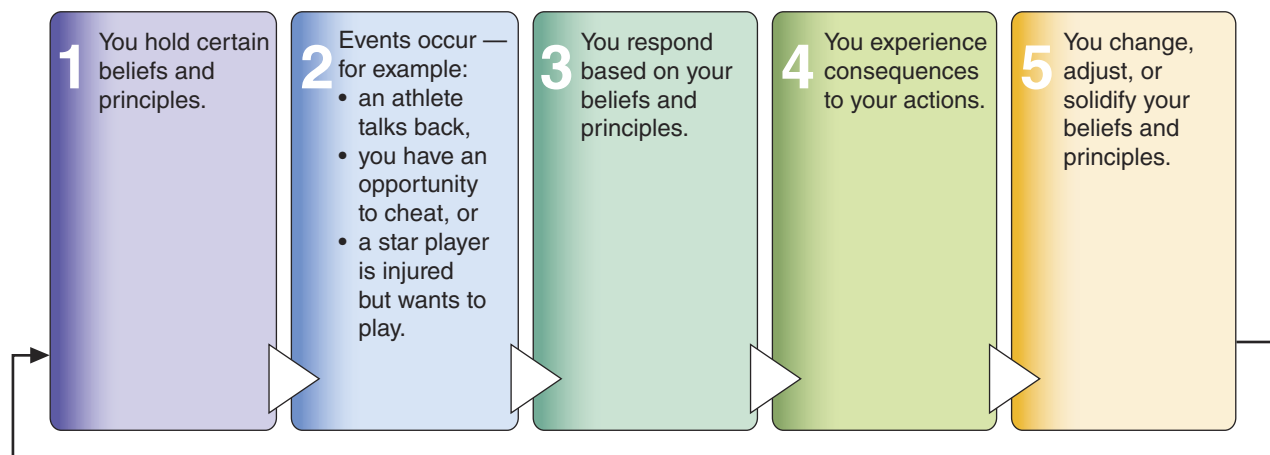 1
You hold certain
beliefs and
principles.
2
Events occur —
for example:
• an athlete
talks back,
• you have an
opportunity
to cheat, or
• a star player
is injured
but wants to
play.
3
You respond
based on your
beliefs and
principles.
4
You experience
consequences
to your actions.
5
You change,
adjust, or
solidify your
beliefs and
principles.